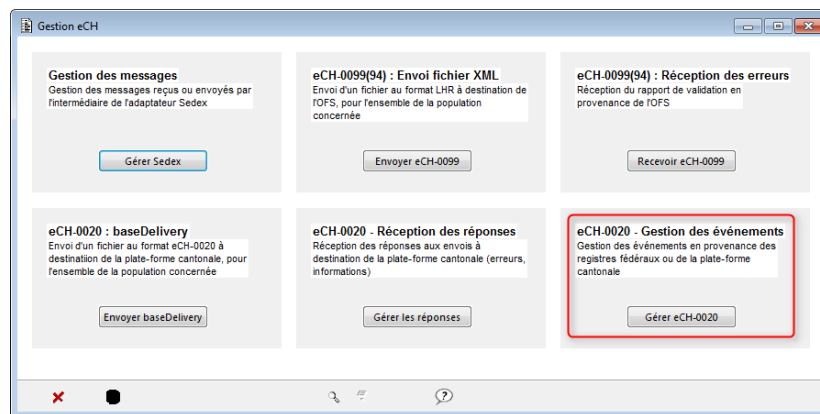 Gestion eCH
Gestion des messages
Gestion des messages reçus ou envoyés par
l'intermédiaire de l'adaptateur Sedex
Gérer Sedex
eCH-0099(94) : Envoi fichier XML
Envoi d'un fichier au format LHR à destination de
l'OFS, pour l'ensemble de la population
concernée
Envoyer eCH-0099
eCH-0099(94) : Réception des erreurs
Réception du rapport de validation en
provenance de l'OFS
Recevoir eCH-0099
eCH-0020 : baseDelivery
Envoi d'un fichier au format eCH-0020 à
destinatiion de la plate-forme cantonale, pour
l'ensemble de la population concernée
Envoyer baseDelivery
eCH-0020 - Réception des réponses
Réception des réponses aux envois à
destination de la plate-forme cantonale (erreurs,
informations)
Gérer les réponses
eCH-0020 - Gestion des événements
Gestion des événements en provenance des
registres fédéraux ou de la plate-forme
cantonale
Gérer eCH-0020